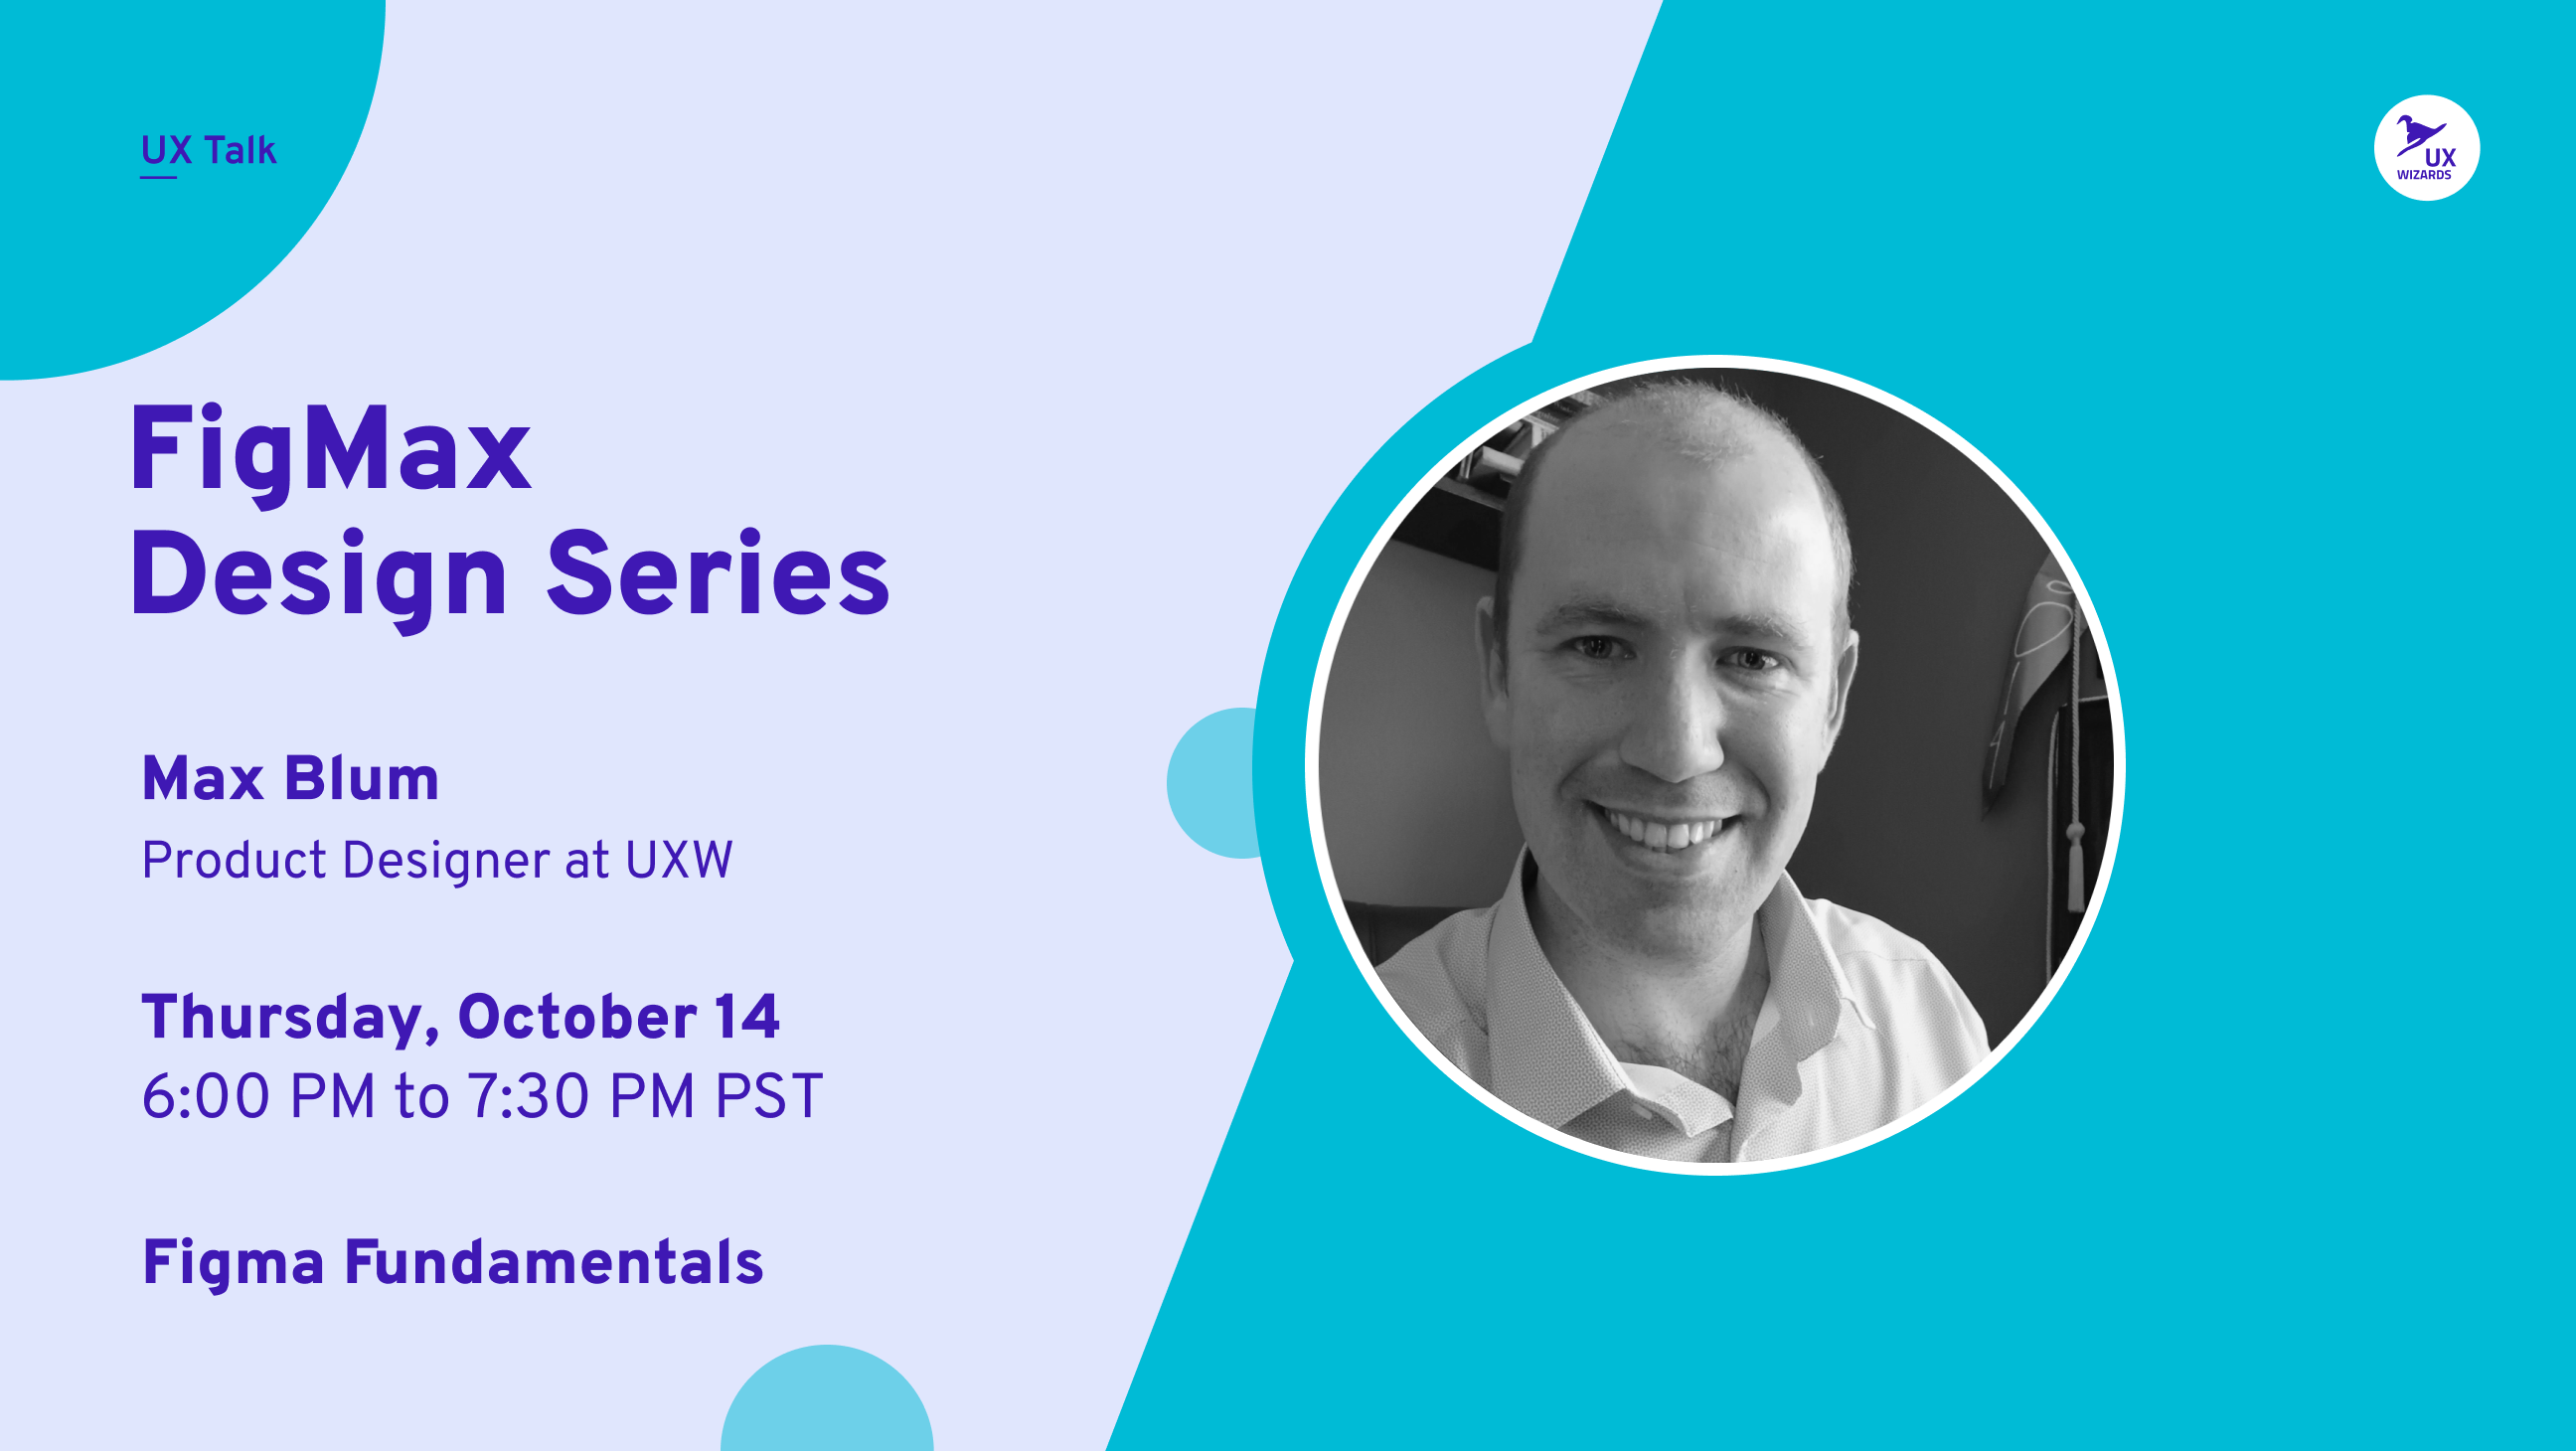 UX Talk
UX
WIZARDS
FigMax
Design Series
Max Blum
Product Designer at UXW
Thursday, October 14
6:00 PM to 7:30 PM PST
Figma Fundamentals